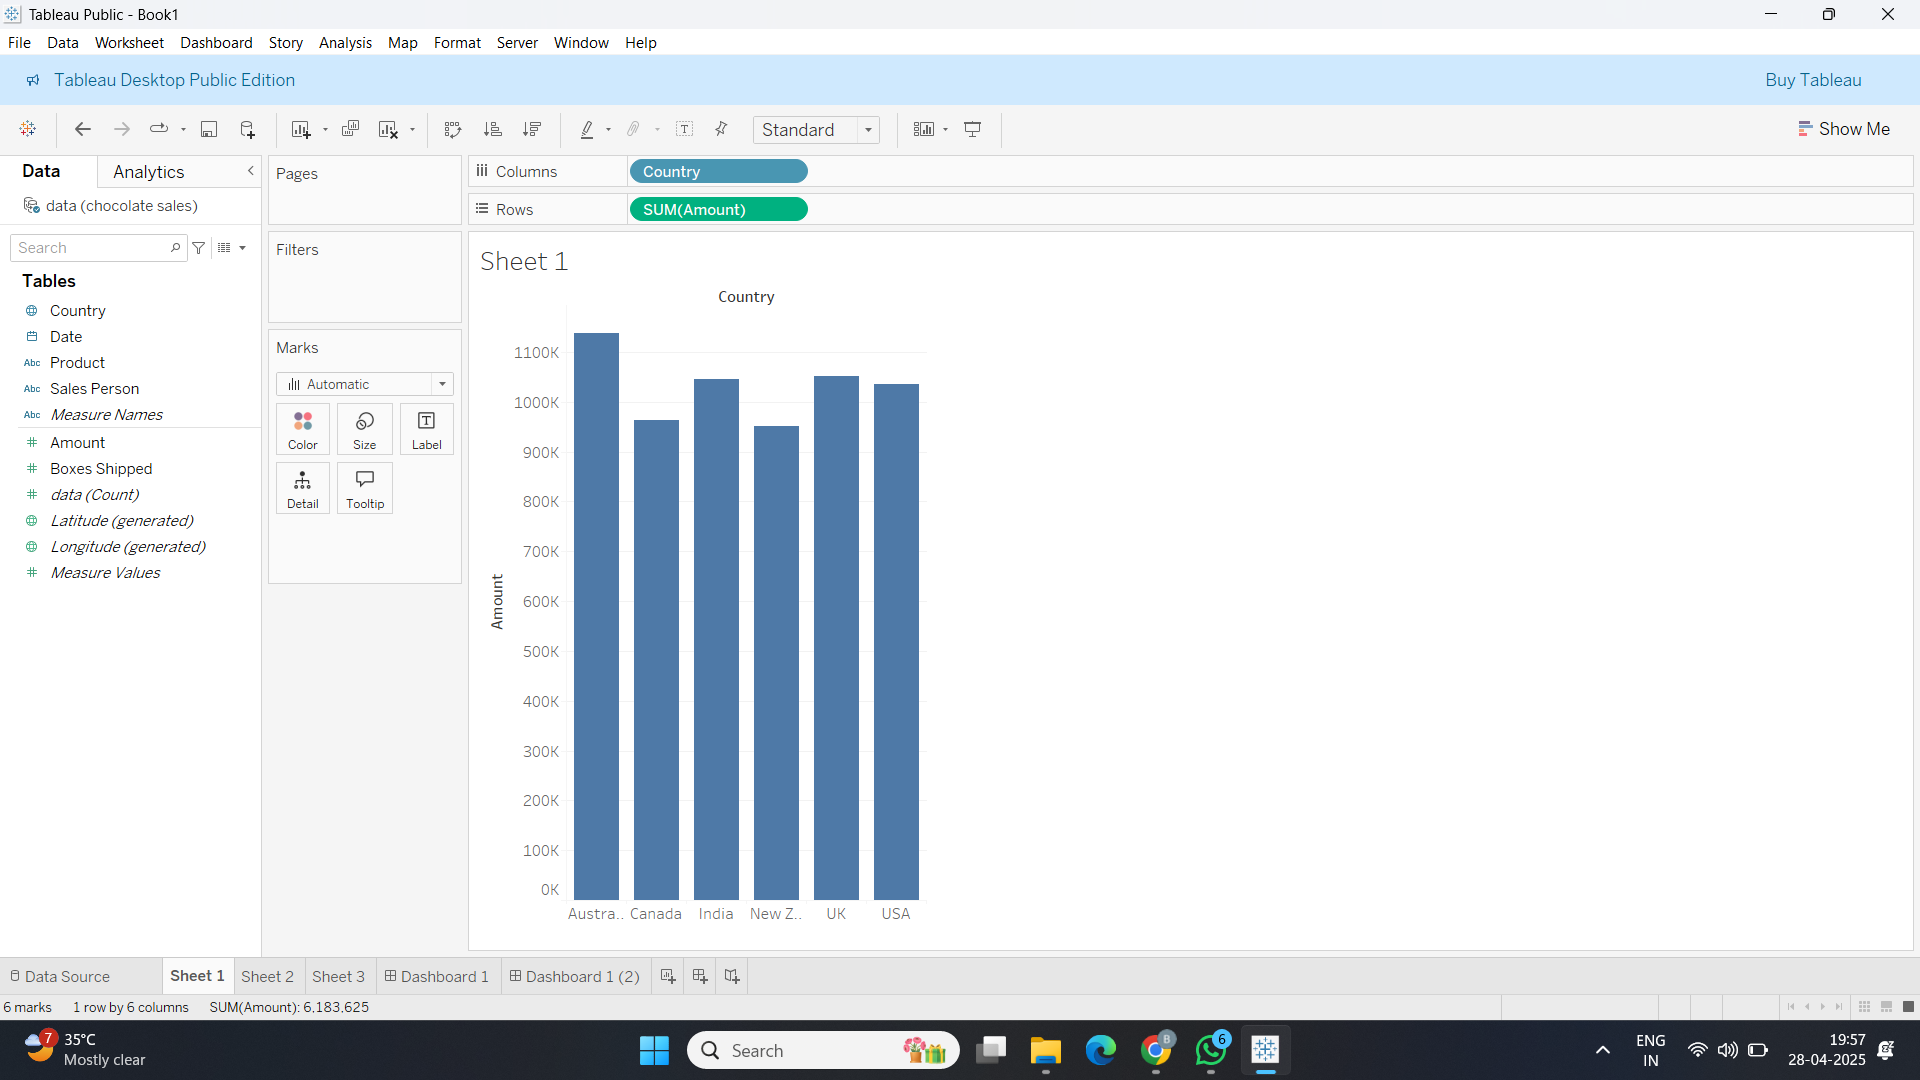 Tableau Public - Book1
File Data Worksheet Dashboard Story Analysis Map Format Server Window Help
Tableau Desktop Public Edition
Buy Tableau
Standard
Show Me
Data
Analytics
data (chocolate sales)
Search
Tables
Country
Date
Abc Product
Abc Sales Person
Abc Measure Names
Amount
Boxes Shipped
data (Count)
Latitude (generated)
Longitude (generated)
Measure Values
Pages
Filters
Marks
Automatic
Color
Size
Label
Detail
Tooltip
Columns
Country
Rows
SUM(Amount)
Sheet 1
Country
1100K
1000K
900K
800K
700K
600K
500K
400K
300K
200K
100K
0K
Amount
Austra.. Canada India New Z.. UK USA
Data Source
Sheet 1
Sheet 2
Sheet 3
Dashboard 1
Dashboard 1 (2)
6 marks 1 row by 6 columns SUM(Amount): 6,183,625
7
35°C
Mostly clear
Search
B
6
ENG
IN
19:57
28-04-2025